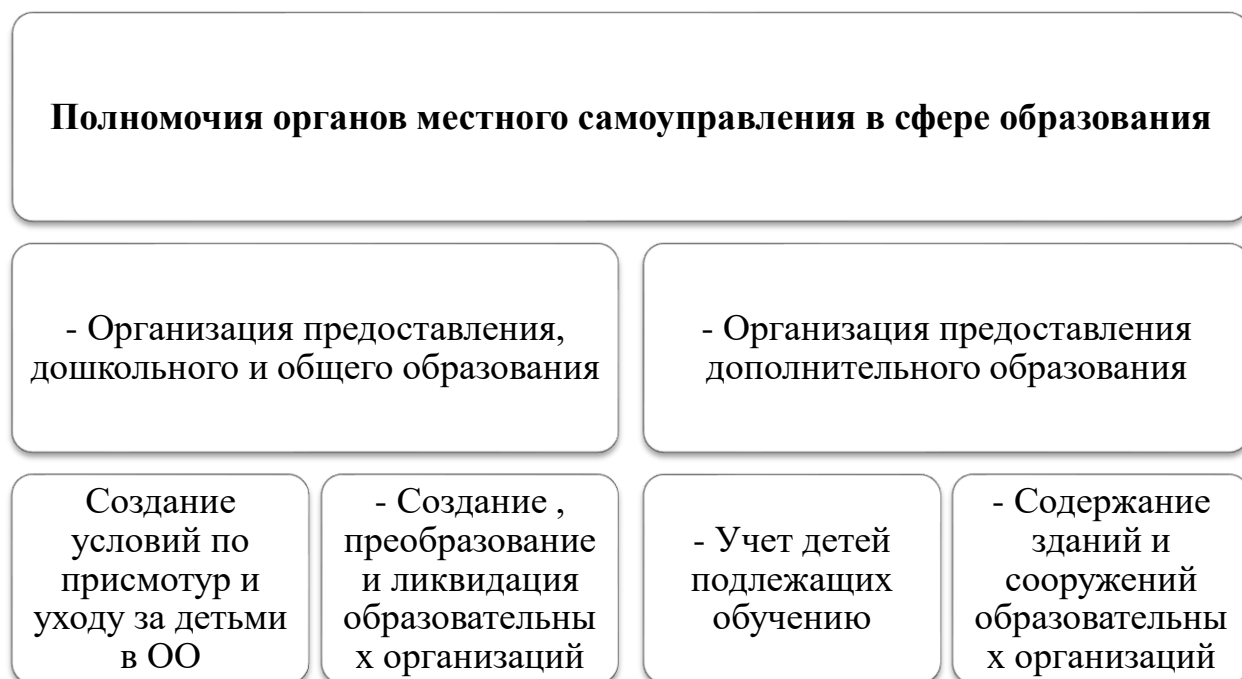 Полномочия органов местного самоуправления в сфере образования
- Организация предоставления,
дошкольного и общего образования
- Организация предоставления
дополнительного образования
Создание
условий по
присмотур и
уходу за детьми
в ОО
- Создание ,
преобразование
и ликвидация
образовательны
х организаций
- Учет детей
подлежащих
обучению
- Содержание
зданий и
сооружений
образовательны
х организаций